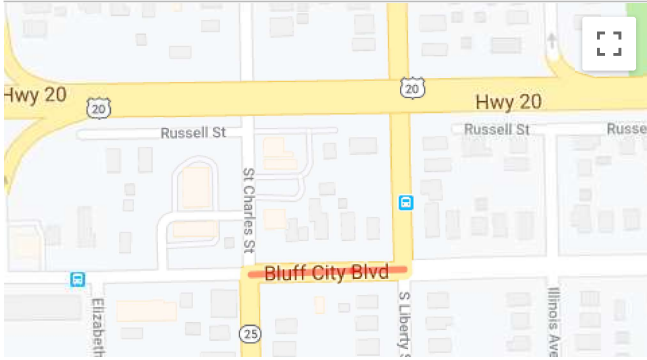 Hwy 20
20
20
Hwy 20
Russell St
Russell St
Russe
St Charles St
Bluff City Blvd
25
Elizabeth
S Liberty S
Illinois Ave